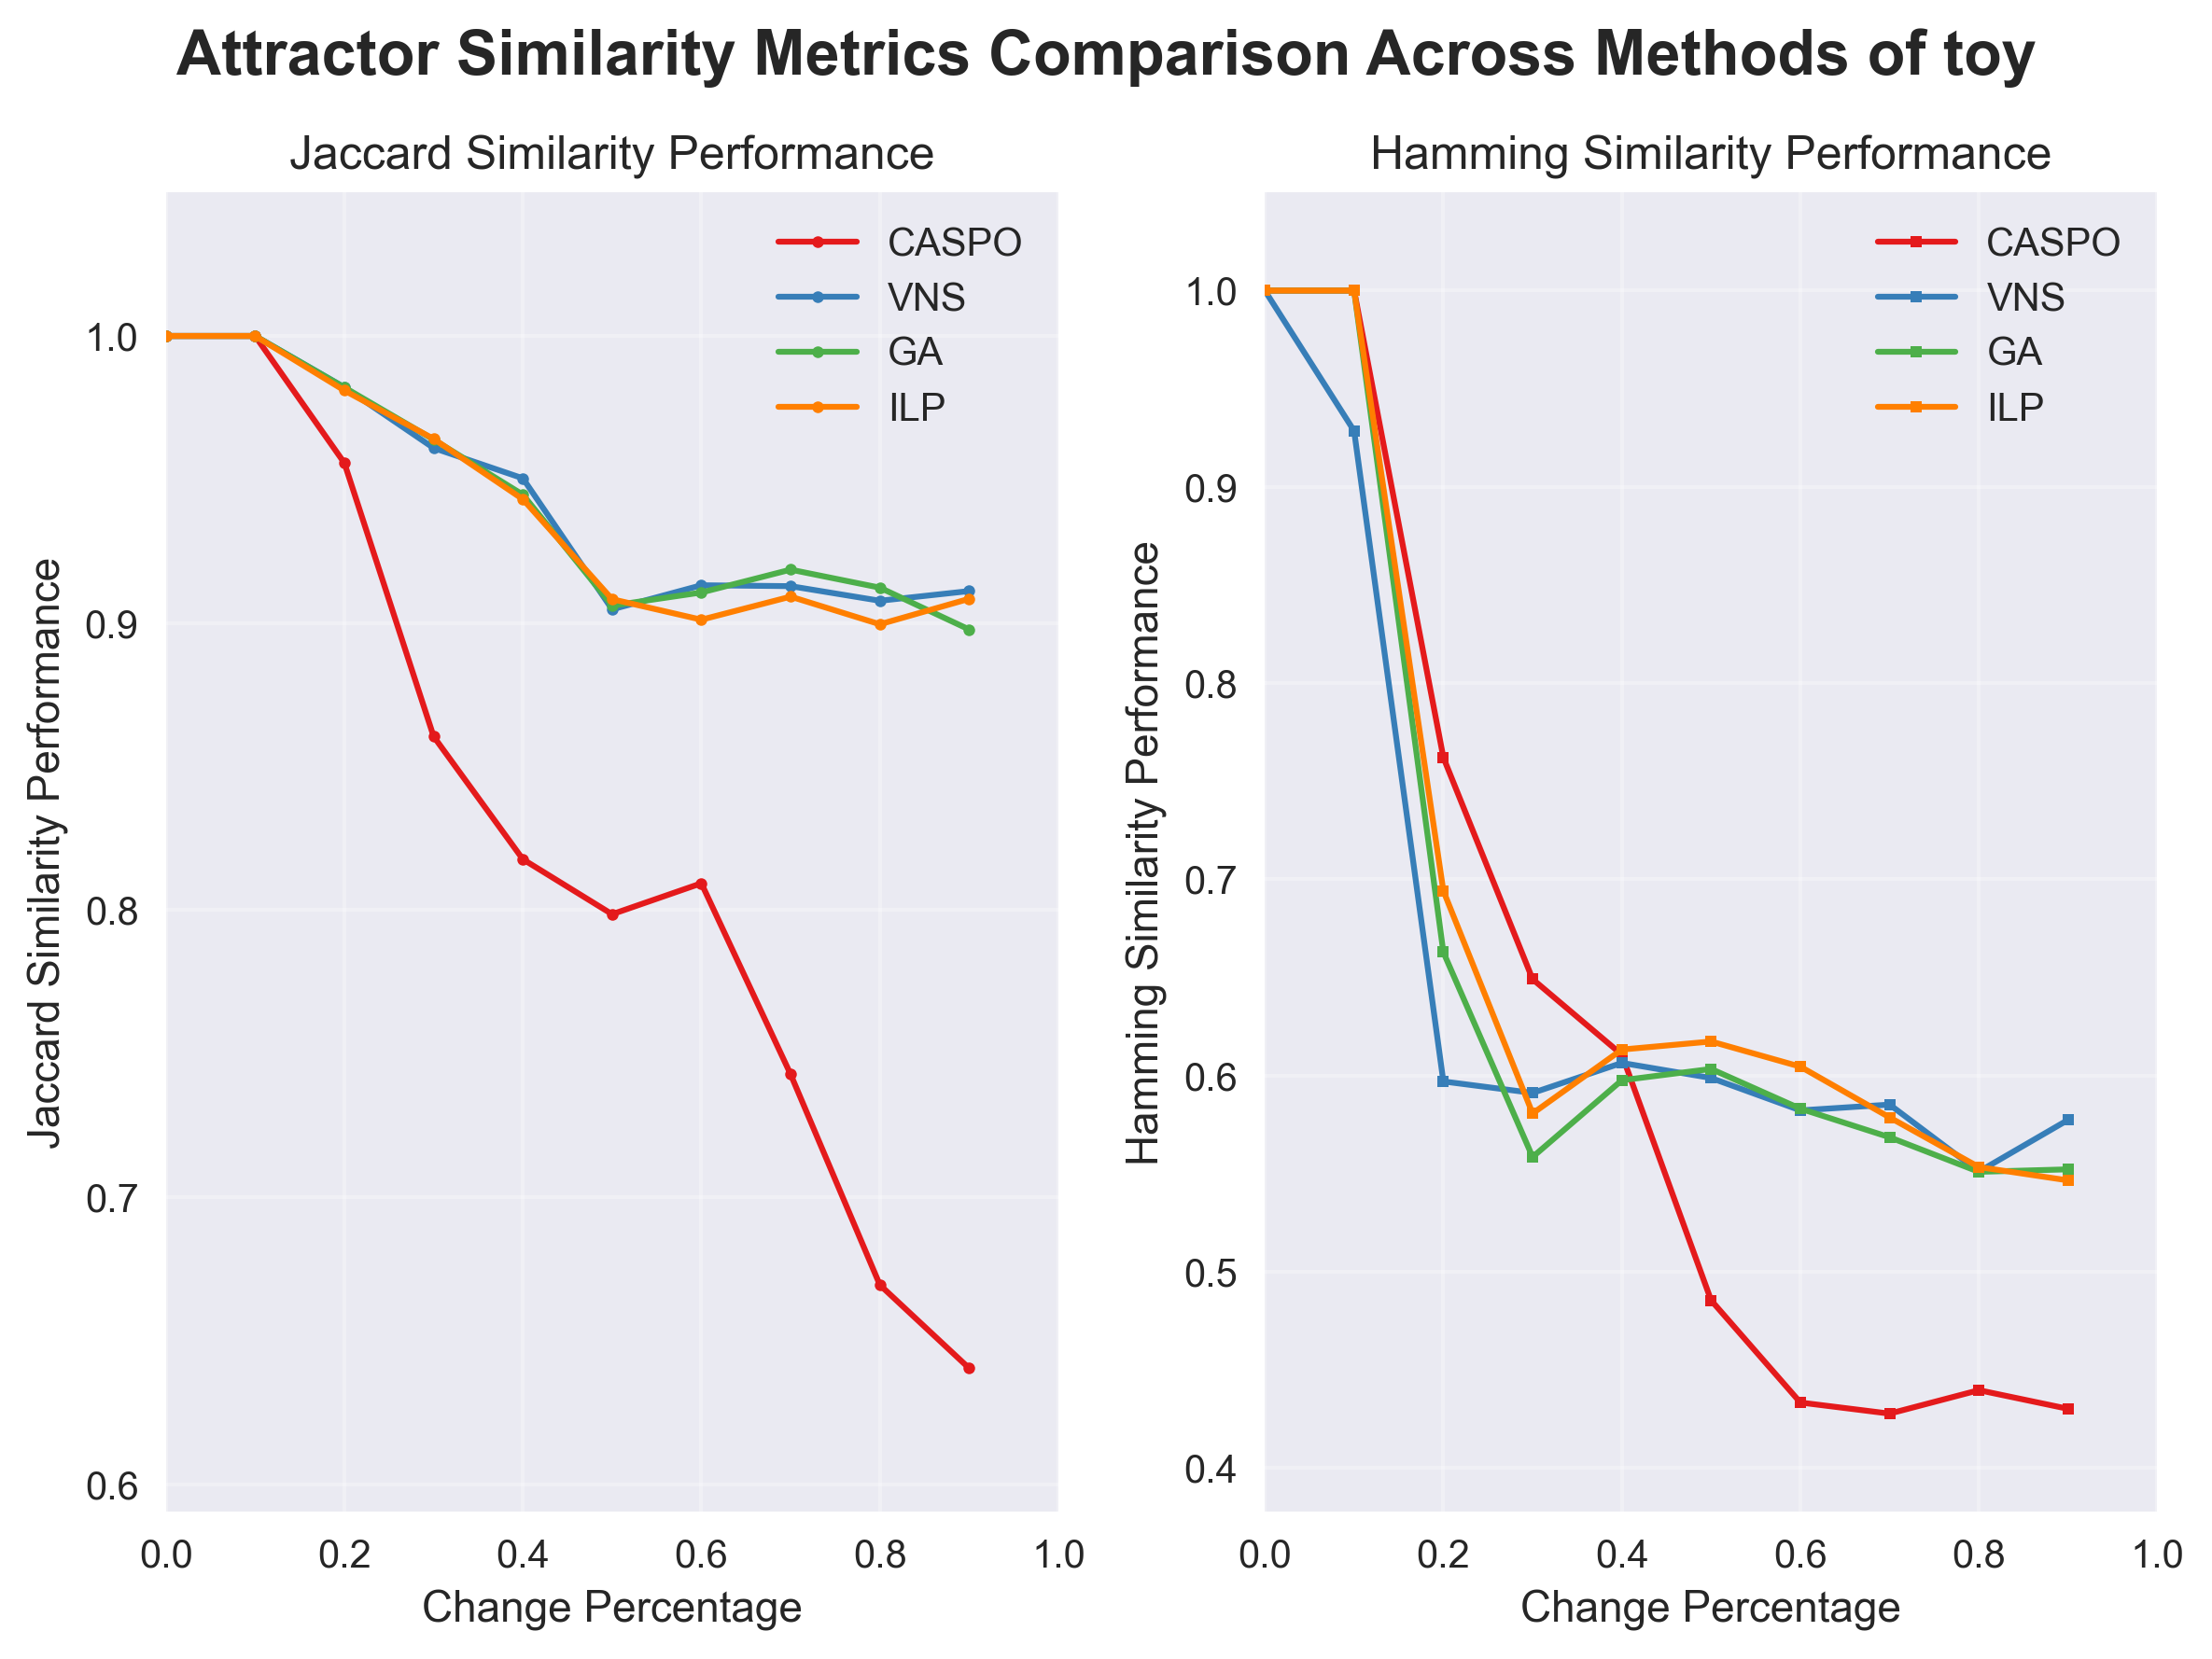 Attractor Similarity Metrics Comparison Across Methods of toy
Jaccard Similarity Performance
CASPO
VNS
GA
ILP
Jaccard Similarity Performance
1.0
0.9
0.8
0.7
0.6
0.0 0.2 0.4 0.6 0.8 1.0
Change Percentage
Hamming Similarity Performance
CASPO
VNS
GA
ILP
Hamming Similarity Performance
1.0
0.9
0.8
0.7
0.6
0.5
0.4
0.0 0.2 0.4 0.6 0.8 1.0
Change Percentage